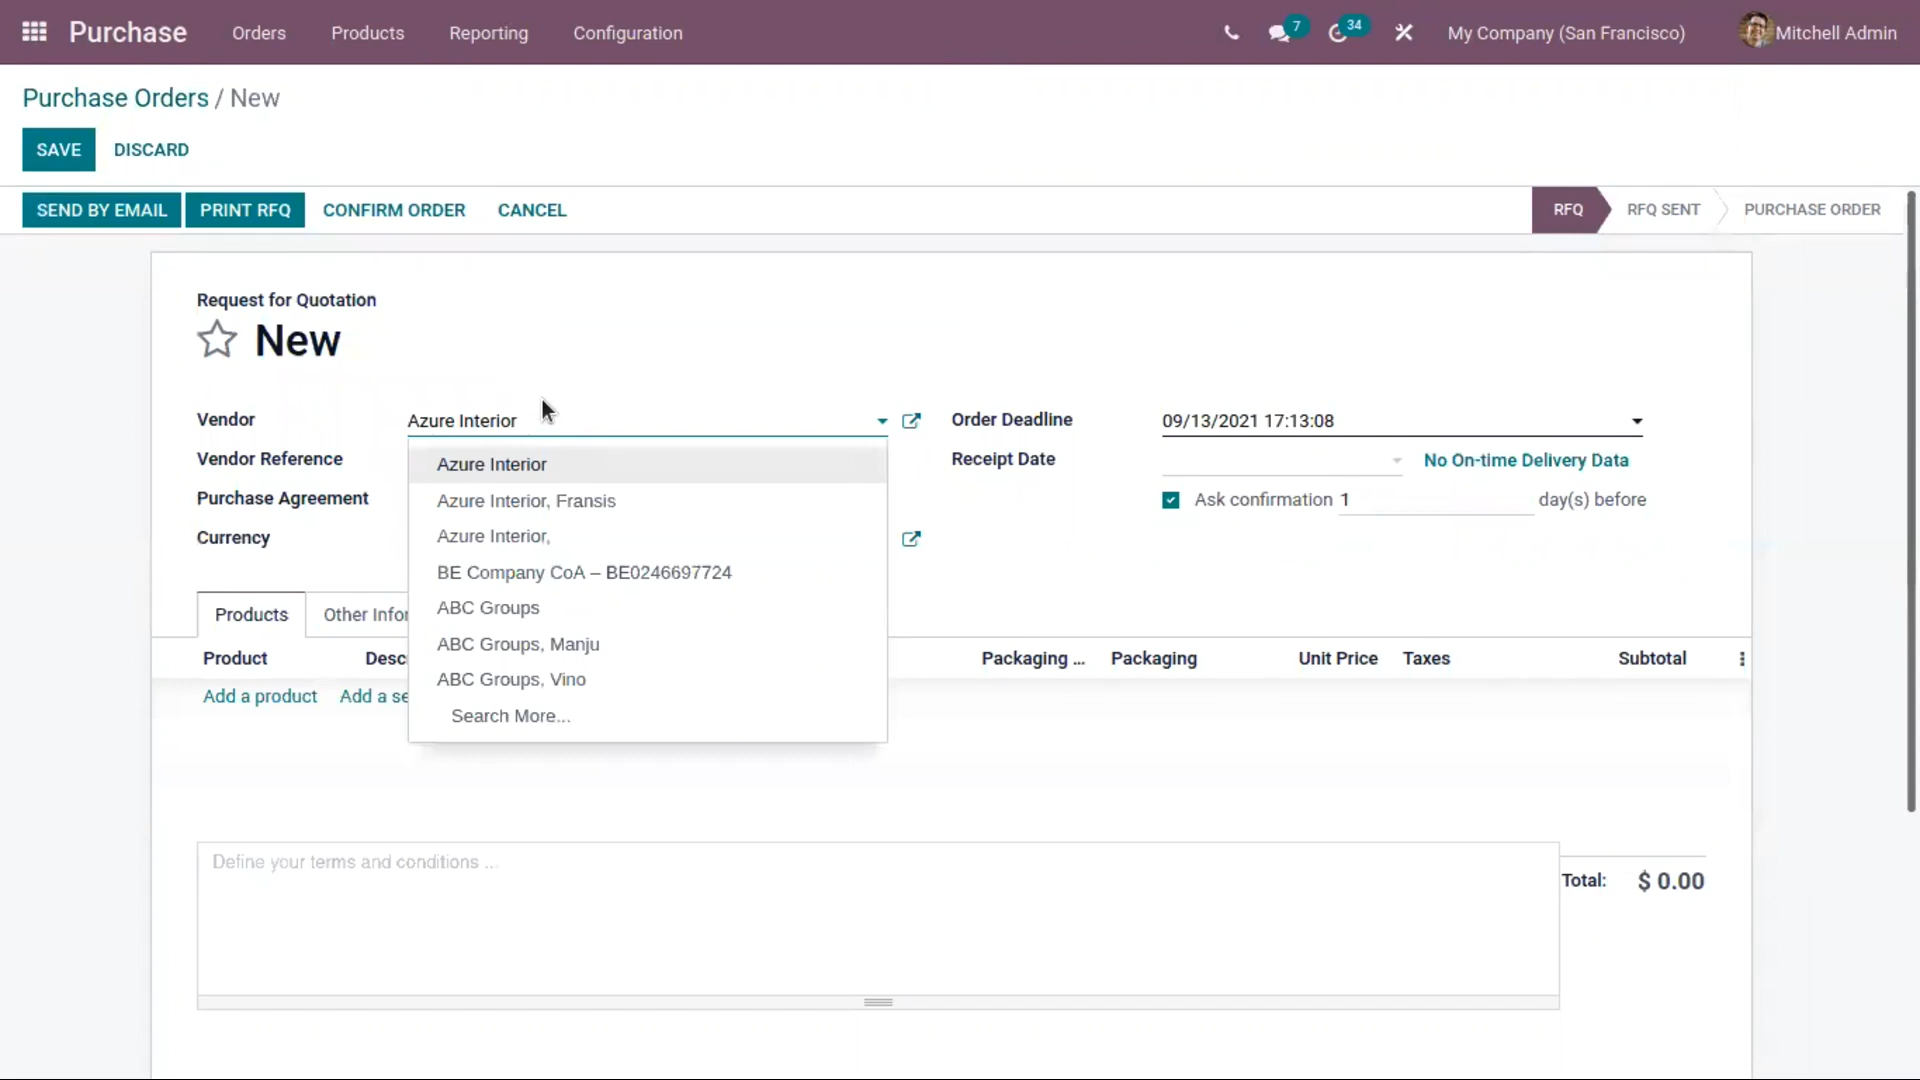 Purchase Orders Products Reporting Configuration 7 34 My Company (San Francisco) Mitchell Admin
Purchase Orders / New
SAVE DISCARD
SEND BY EMAIL PRINT RFQ CONFIRM ORDER CANCEL RFQ RFQ SENT PURCHASE ORDER
Request for Quotation
New
Vendor Azure Interior Order Deadline 09/13/2021 17:13:08
Vendor Reference Azure Interior Receipt Date No On-time Delivery Data
Purchase Agreement Azure Interior, Fransis Ask confirmation 1 day(s) before
Currency Azure Interior,
BE Company CoA – BE0246697724
Products Other Infor ABC Groups
ABC Groups, Manju
Product Descr Packaging ... Packaging Unit Price Taxes Subtotal
ABC Groups, Vino
Add a product Add a se
Search More...
Define your terms and conditions ...
Total: $ 0.00